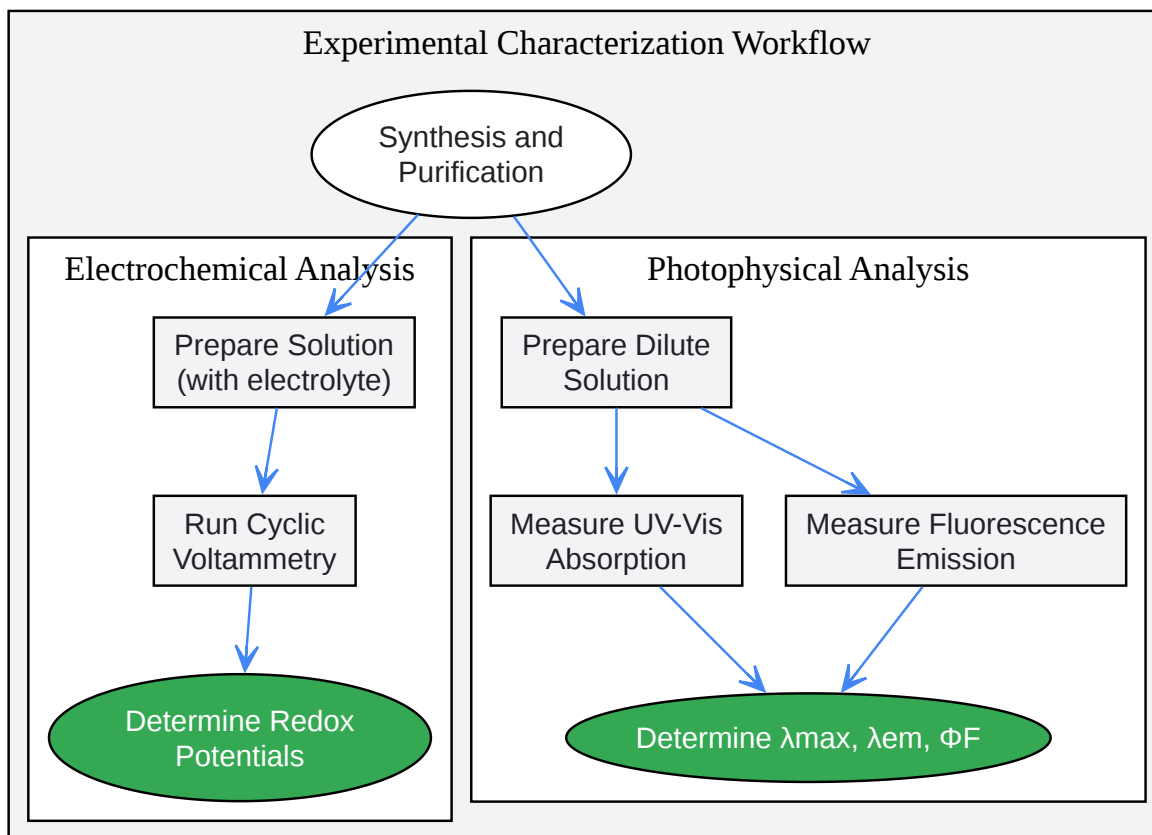 Experimental Characterization Workflow
Synthesis and
Purification
Electrochemical Analysis
Prepare Solution
(with electrolyte)
Run Cyclic
Voltammetry
Determine Redox
Potentials
Photophysical Analysis
Prepare Dilute
Solution
Measure UV-Vis
Absorption
Measure Fluorescence
Emission
Determine λmax, λem, ΦF